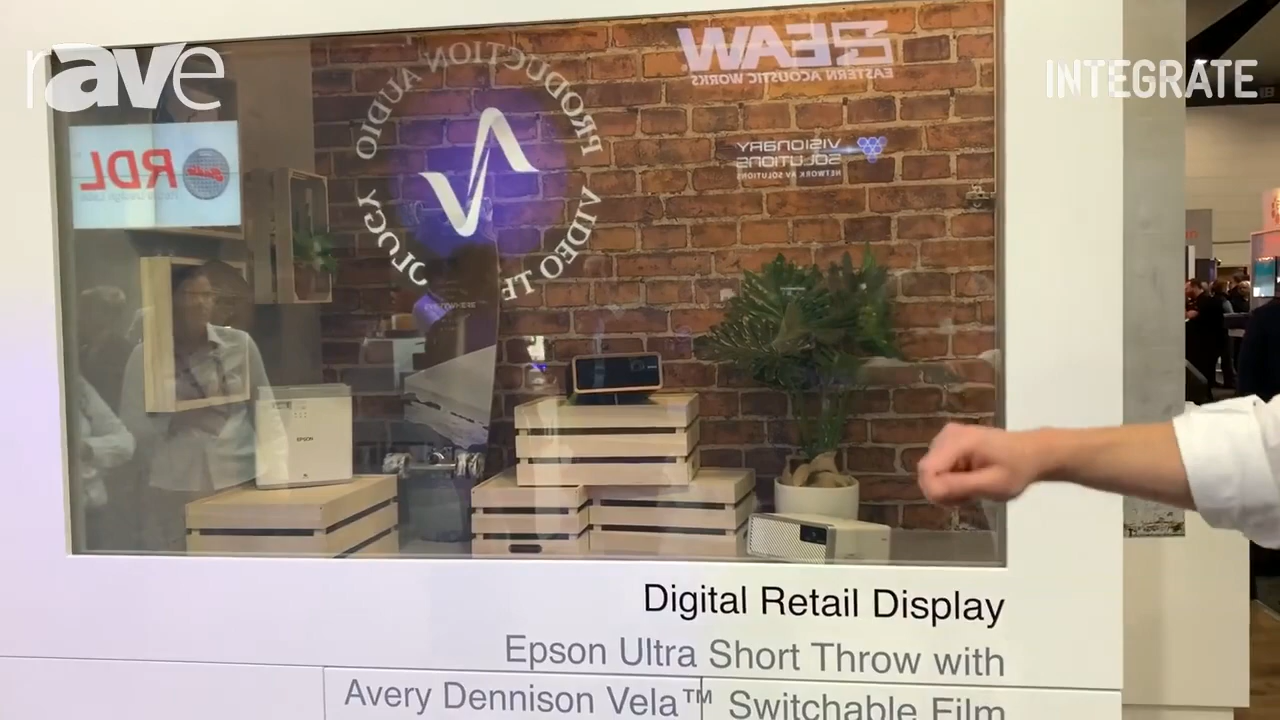 rAVe
INTEGRATE
EAW
EASTERN ACOUSTIC WORKS
PRODUCTION AUDIO
VIDEO TE
OLOGY
VISIONARY
SOLUTIONS
NETWORK AV SOLUTIONS
RDL
EPSON
Digital Retail Display
Epson Ultra Short Throw with
Avery Dennison Vela™ Switchable Film